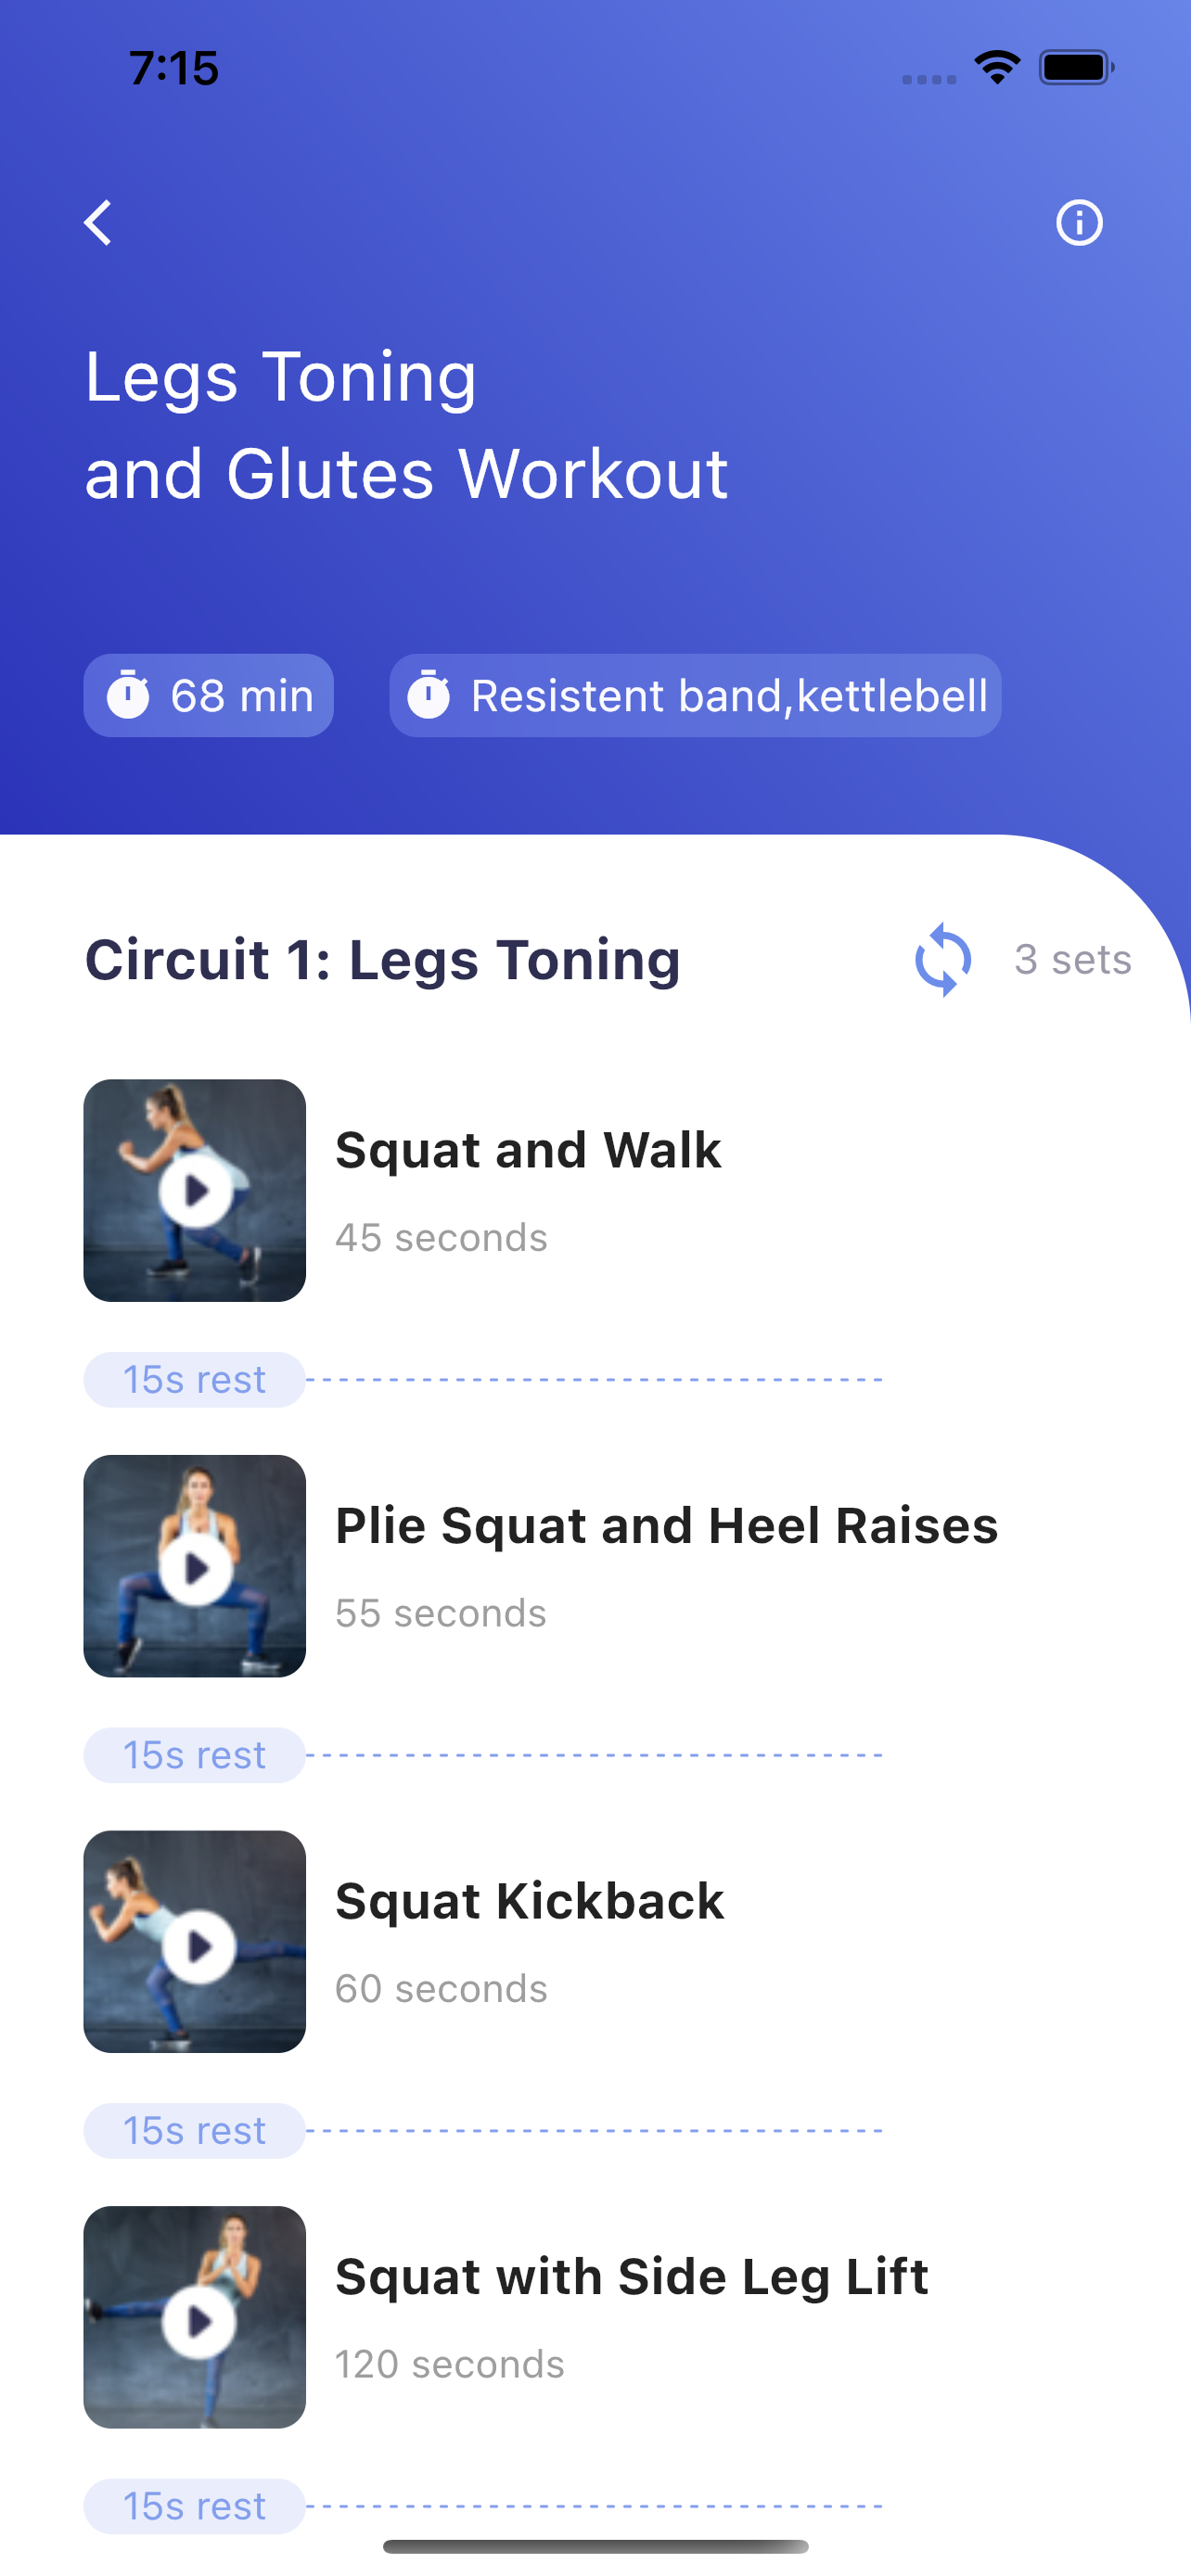 7:15
Legs Toning
and Glutes Workout
68 min
Resistent band,kettlebell
Circuit 1: Legs Toning
3 sets
Squat and Walk
45 seconds
15s rest
Plie Squat and Heel Raises
55 seconds
15s rest
Squat Kickback
60 seconds
15s rest
Squat with Side Leg Lift
120 seconds
15s rest